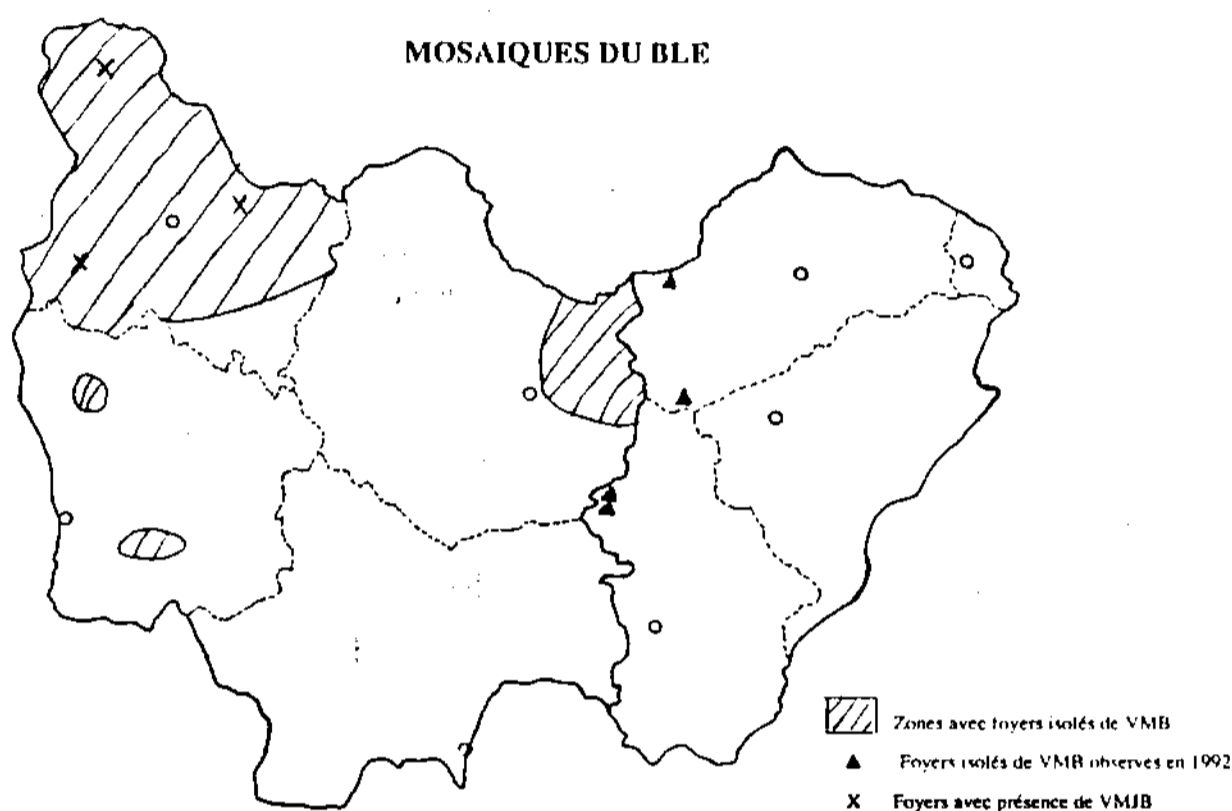 MOSAIQUES DU BLE
Zones avec foyers isolés de VMB
Foyers isolés de VMB observes en 1992
X Foyers avec présence de VMJB